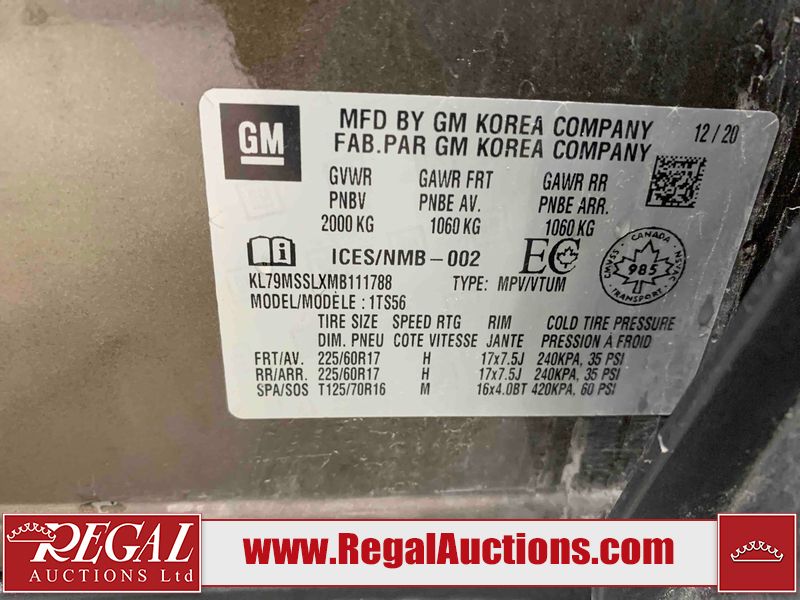 GM
MFD BY GM KOREA COMPANY 12/20
FAB.PAR GM KOREA COMPANY
GVWR GAWR FRT GAWR RR
PNBV PNBE AV. PNBE ARR.
2000 KG 1060 KG 1060 KG
i ICES/NMB-002 EC
KL79MSSLXMB111788 TYPE: MPV/VTUM
MODEL/MODÈLE: 1TS56
CANADA
985
TRANSPORT
CMVSS NSVAC
TIRE SIZE SPEED RTG RIM COLD TIRE PRESSURE
DIM. PNEU COTE VITESSE JANTE PRESSION À FROID
FRT/AV. 225/60R17 H 17x7.5J 240KPA, 35 PSI
RR/ARR. 225/60R17 H 17x7.5J 240KPA, 35 PSI
SPA/SOS T125/70R16 M 16x4.0BT 420KPA, 60 PSI
REGAL
AUCTIONS Ltd
www.RegalAuctions.com